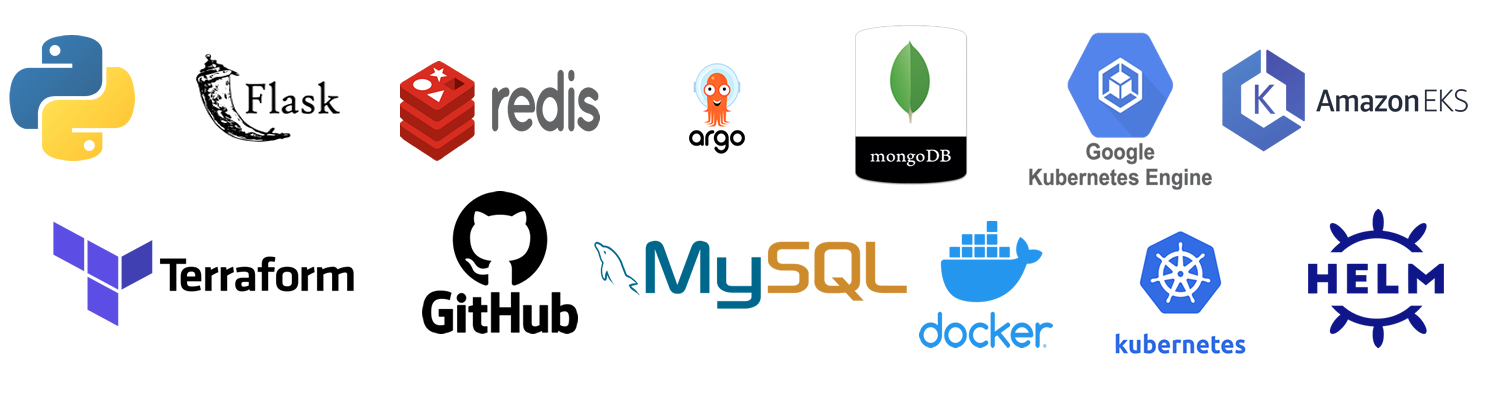 Flask
redis
argo
mongoDB
Google
Kubernetes Engine
K
Amazon EKS
Terraform
GitHub
MySQL
docker
kubernetes
HELM